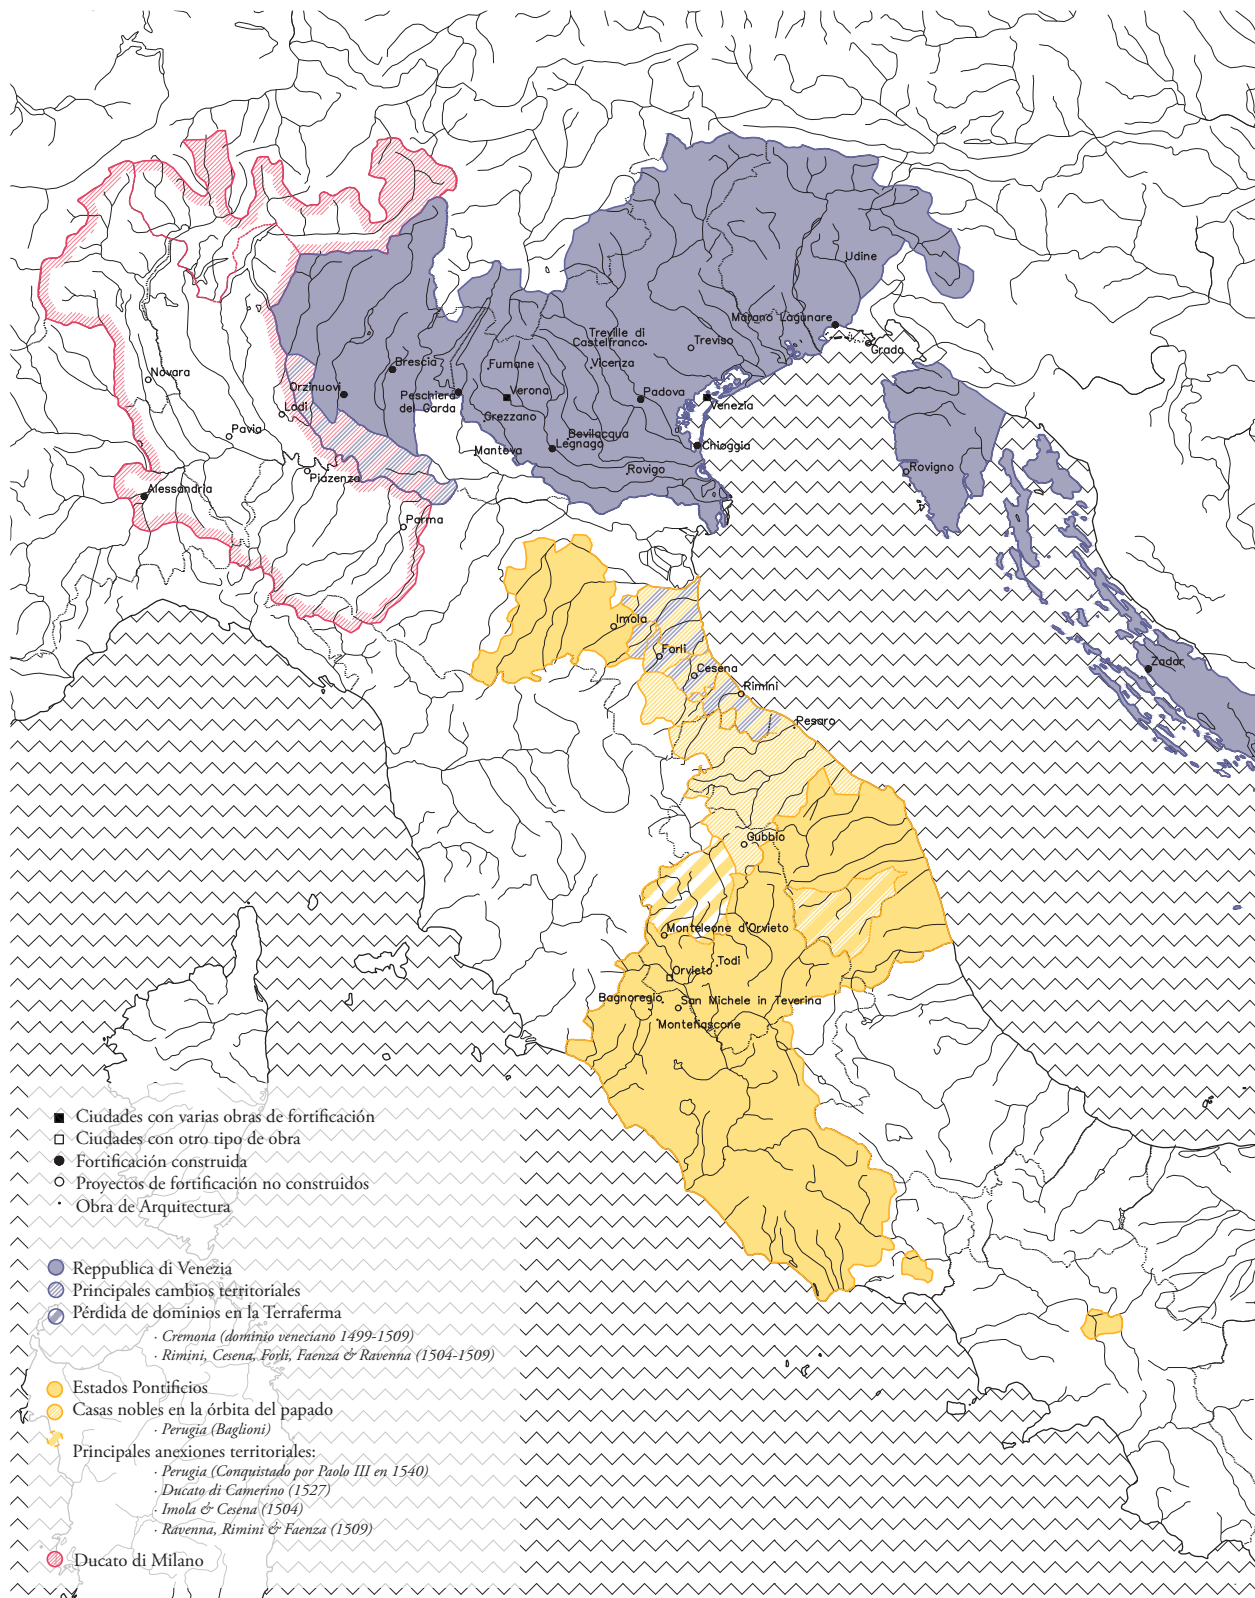 Udine
Marano Lagunare
Grado
Treville di
Castelfranco
Treviso
Brescia
Fumane
Vicenza
Novara
Orzinuovi
Peschiera
del Garda
Verona
Padova
Venezia
Lodi
Grezzano
Pavia
Bevilacqua
Legnago
Chioggia
Mantova
Rovigo
Rovigno
Piazenza
Alessandria
Parma
Imola
Forlì
Cesena
Zadar
Rimini
Pesaro
Gubbio
Monteleone d'Orvieto
Todi
Orvieto
Bagnoregio
San Michele in Teverina
Montefiascone
Ciudades con varias obras de fortificación
Ciudades con otro tipo de obra
Fortificación construida
Proyectos de fortificación no construidos
Obra de Arquitectura
Reppublica di Venezia
Principales cambios territoriales
Pérdida de dominios en la Terraferma
· Cremona (dominio veneciano 1499-1509)
· Rimini, Cesena, Forli, Faenza & Ravenna (1504-1509)
Estados Pontificios
Casas nobles en la órbita del papado
· Perugia (Baglioni)
Principales anexiones territoriales:
· Perugia (Conquistado por Paolo III en 1540)
· Ducato di Camerino (1527)
· Imola & Cesena (1504)
· Ravenna, Rimini & Faenza (1509)
Ducato di Milano